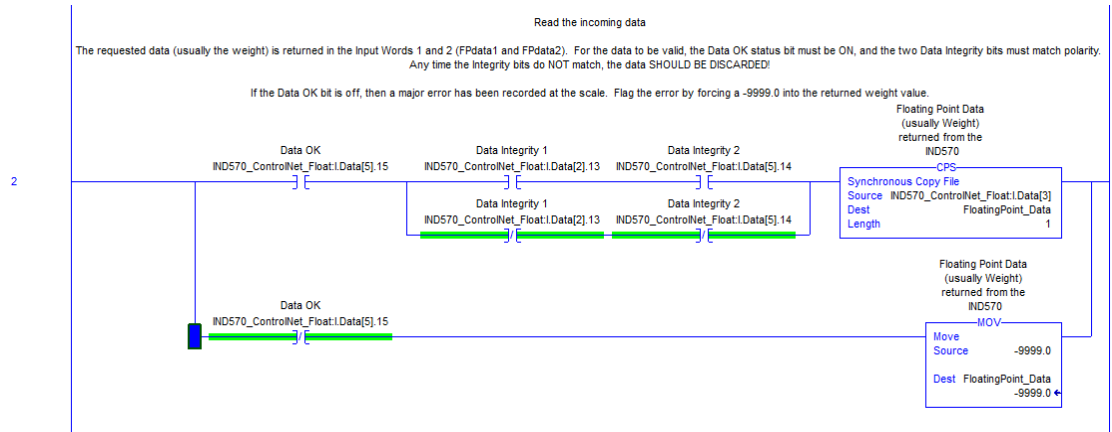 Read the incoming data
The requested data (usually the weight) is returned in the Input Words 1 and 2 (FPdata1 and FPdata2). For the data to be valid, the Data OK status bit must be ON, and the two Data Integrity bits must match polarity.
Any time the Integrity bits do NOT match, the data SHOULD BE DISCARDED!
If the Data OK bit is off, then a major error has been recorded at the scale. Flag the error by forcing a -9999.0 into the returned weight value.
Floating Point Data
(usually Weight)
returned from the
IND570
Data OK
IND570_ControlNet_Float:I.Data[5].15
Data Integrity 1
IND570_ControlNet_Float:I.Data[2].13
Data Integrity 2
IND570_ControlNet_Float:I.Data[5].14
2
CPS
Synchronous Copy File
Source IND570_ControlNet_Float:I.Data[3]
Dest FloatingPoint_Data
Length 1
Data Integrity 1
IND570_ControlNet_Float:I.Data[2].13
Data Integrity 2
IND570_ControlNet_Float:I.Data[5].14
Floating Point Data
(usually Weight)
returned from the
IND570
Data OK
IND570_ControlNet_Float:I.Data[5].15
MOV
Move
Source -9999.0
Dest FloatingPoint_Data
-9999.0